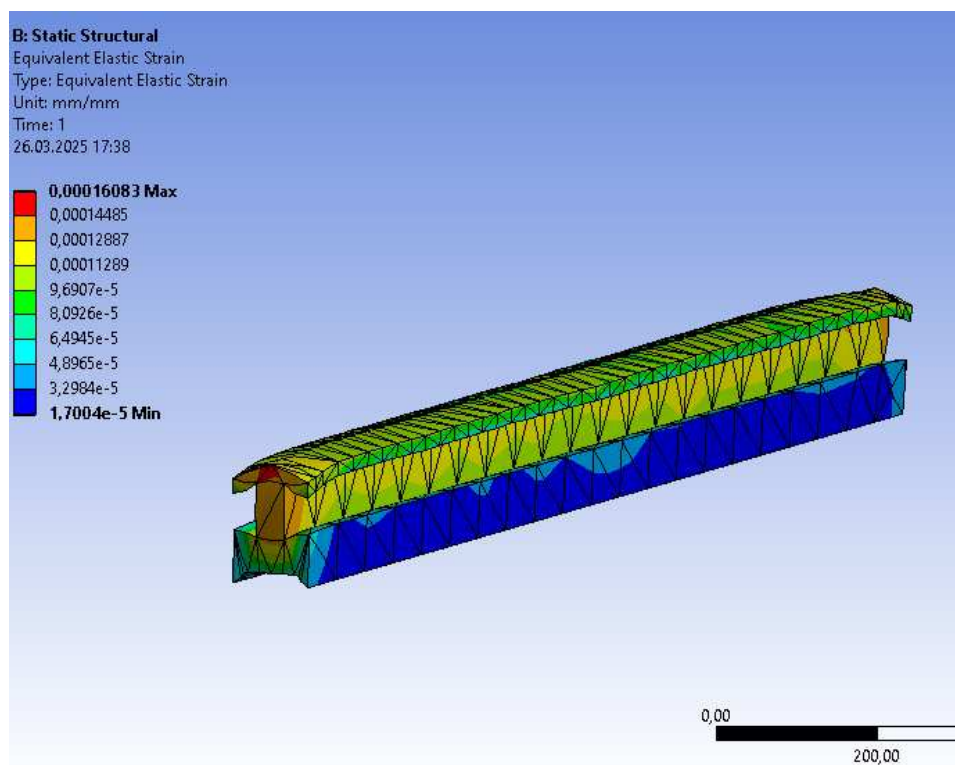 B: Static Structural
Equivalent Elastic Strain
Type: Equivalent Elastic Strain
Unit: mm/mm
Time: 1
26.03.2025 17:38
0,00016083 Max
0,00014485
0,00012887
0,00011289
9,6907e-5
8,0926e-5
6,4945e-5
4,8965e-5
3,2984e-5
1,7004e-5 Min
0,00
200,00